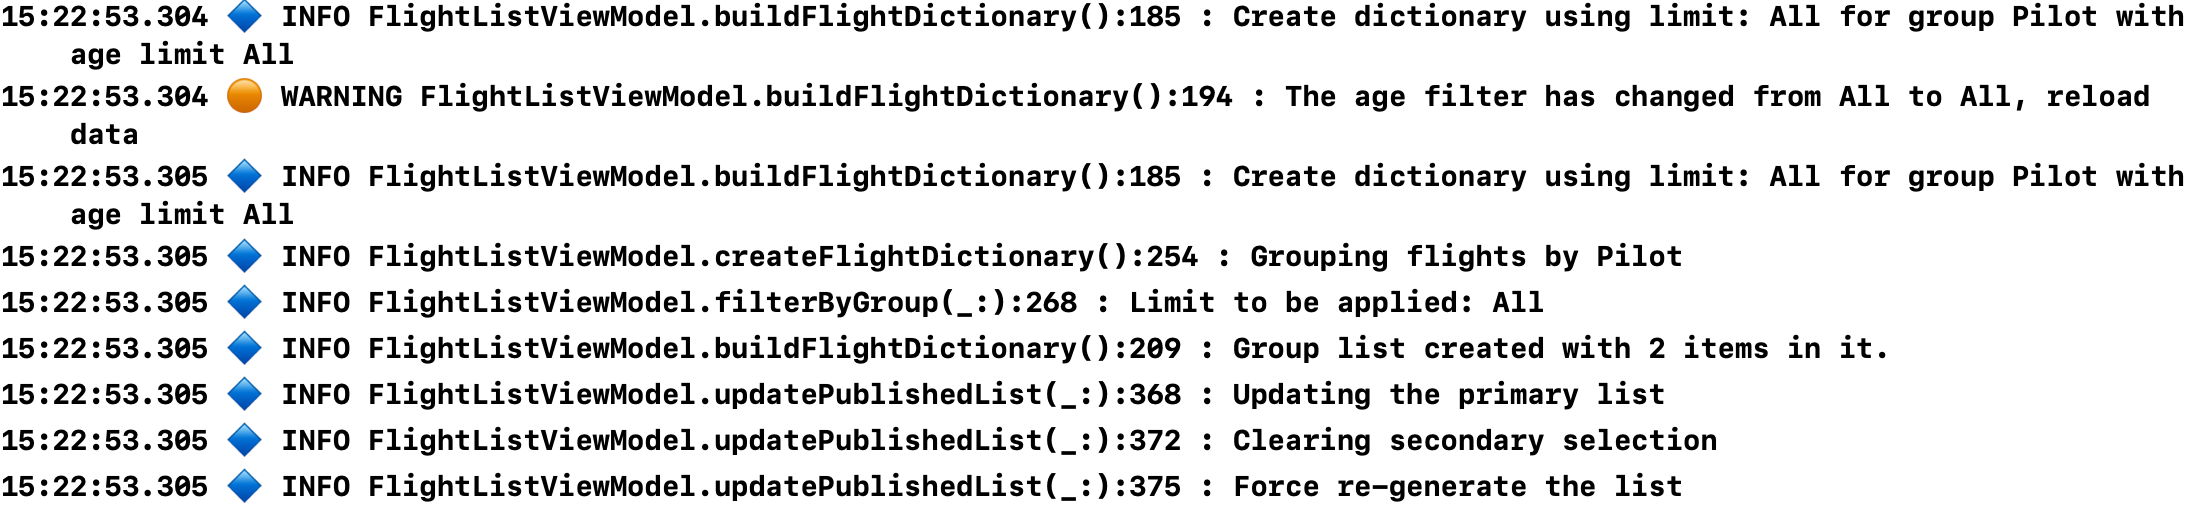 15:22:53.304 🔷 INFO FlightListViewModel.buildFlightDictionary():185 : Create dictionary using limit: All for group Pilot with
age limit All
15:22:53.304 🟠 WARNING FlightListViewModel.buildFlightDictionary():194 : The age filter has changed from All to All, reload
data
15:22:53.305 🔷 INFO FlightListViewModel.buildFlightDictionary():185 : Create dictionary using limit: All for group Pilot with
age limit All
15:22:53.305 🔷 INFO FlightListViewModel.createFlightDictionary():254 : Grouping flights by Pilot
15:22:53.305 🔷 INFO FlightListViewModel.filterByGroup(_:):268 : Limit to be applied: All
15:22:53.305 🔷 INFO FlightListViewModel.buildFlightDictionary():209 : Group list created with 2 items in it.
15:22:53.305 🔷 INFO FlightListViewModel.updatePublishedList(_:):368 : Updating the primary list
15:22:53.305 🔷 INFO FlightListViewModel.updatePublishedList(_:):372 : Clearing secondary selection
15:22:53.305 🔷 INFO FlightListViewModel.updatePublishedList(_:):375 : Force re-generate the list